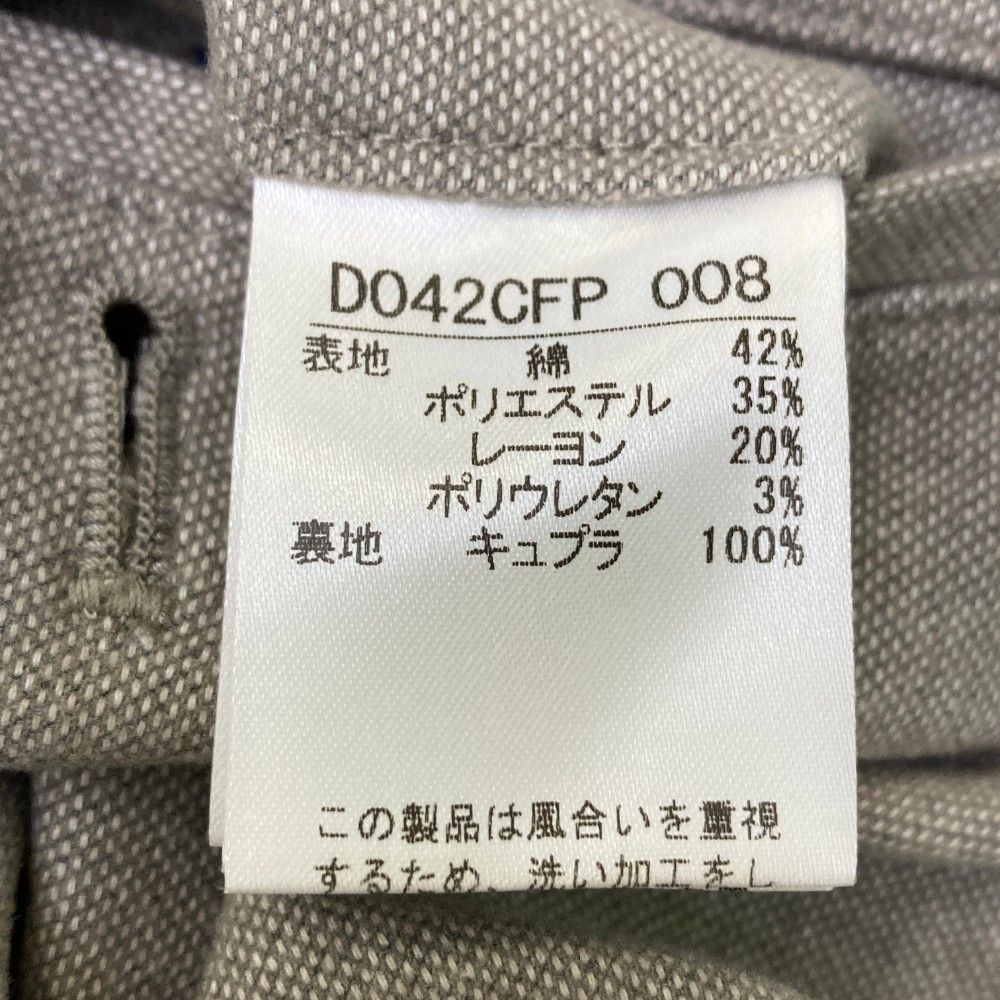 D042CFP 008
表地 綿 42%
ポリエステル 35%
レーヨン 20%
ポリウレタン 3%
裏地 キュプラ 100%
この製品は風合いを重視
するため、洗い加工をし